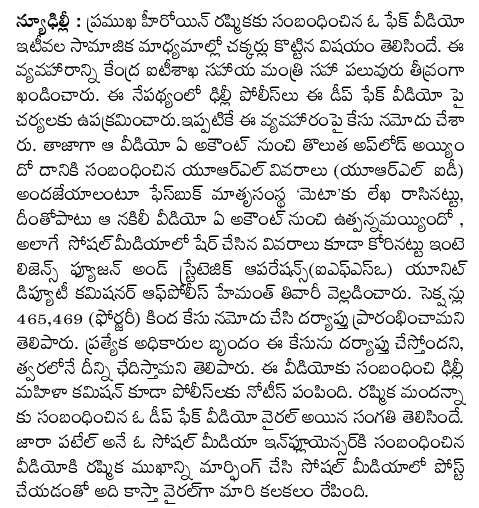 న్యూఢిల్లీ : ప్రముఖ హీరోయిన్ రష్మికకు సంబంధించిన ఓ ఫేక్ వీడియో
ఇటీవల సామాజిక మాధ్యమాల్లో చక్కర్లు కొట్టిన విషయం తెలిసిందే. ఈ
వ్యవహారాన్ని కేంద్ర ఐటీశాఖ సహాయ మంత్రి సహా పలువురు తీవ్రంగా
ఖండించారు. ఈ నేపథ్యంలో ఢిల్లీ పోలీస్‌లు ఈ డీప్ ఫేక్ వీడియో పై
చర్యలకు ఉపక్రమించారు.ఇప్పటికే ఈ వ్యవహారంపై కేసు నమోదు చేశా
రు. తాజాగా ఆ వీడియో ఏ అకౌంట్ నుంచి తొలుత అప్‌లోడ్ అయ్యిం
దో దానికి సంబంధించిన యూఆర్ఎల్ వివరాలు (యూఆర్ఎల్ ఐడీ)
అందజేయాలంటూ ఫేస్‌బుక్ మాతృసంస్థ 'మెటా'కు లేఖ రాసినట్టు,
దీంతోపాటు ఆ నకిలీ వీడియో ఏ అకౌంట్ నుంచి ఉత్పన్నమయ్యిందో ,
అలాగే సోషల్ మీడియాలో షేర్ చేసిన వివరాలు కూడా కోరినట్టు ఇంటె
లిజెన్స్ ఫ్యూజన్ అండ్ స్ట్రేటెజిక్ ఆపరేషన్స్(ఐఎఫ్ఎస్ఒ) యూనిట్
డిప్యూటీ కమిషనర్ ఆఫ్‌పోలీస్ హేమంత్ తివారీ వెల్లడించారు. సెక్షన్లు
465,469 (ఫోర్జరీ) కింద కేసు నమోదు చేసి దర్యాప్తు ప్రారంభించామని
తెలిపారు. ప్రత్యేక అధికారుల బృందం ఈ కేసును దర్యాప్తు చేస్తోందని,
త్వరలోనే దీన్ని ఛేదిస్తామని తెలిపారు. ఈ వీడియోకు సంబంధించి ఢిల్లీ
మహిళా కమిషన్ కూడా పోలీస్‌లకు నోటీస్ పంపింది. రష్మిక మందన్నా
కు సంబంధించిన ఓ డీప్ ఫేక్ వీడియో వైరల్ అయిన సంగతి తెలిసిందే.
జారా పటేల్ అనే ఓ సోషల్ మీడియా ఇన్‌ఫ్లూయెన్సర్‌కి సంబంధించిన
వీడియోకి రష్మిక ముఖాన్ని మార్ఫింగ్ చేసి సోషల్ మీడియాలో పోస్ట్
చేయడంతో అది కాస్తా వైరల్‌గా మారి కలకలం రేపింది.